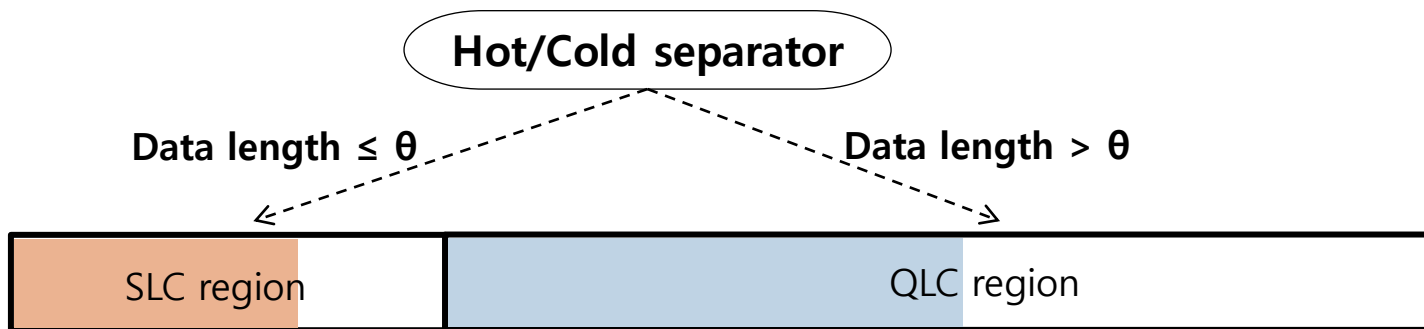 Hot/Cold separator
Data length ≤ θ
Data length > θ
SLC region
QLC region